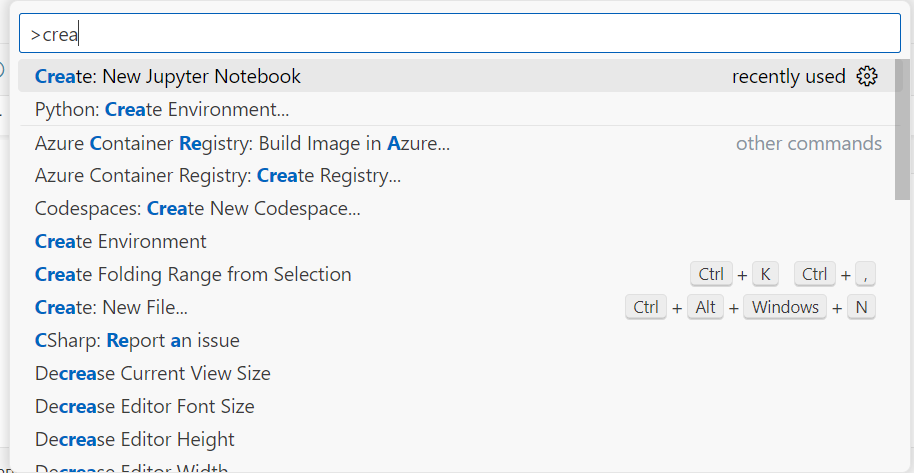 >crea
Create: New Jupyter Notebook recently used
Python: Create Environment...
Azure Container Registry: Build Image in Azure... other commands
Azure Container Registry: Create Registry...
Codespaces: Create New Codespace...
Create Environment
Create Folding Range from Selection Ctrl + K Ctrl + ,
Create: New File... Ctrl + Alt + Windows + N
CSharp: Report an issue
Decrease Current View Size
Decrease Editor Font Size
Decrease Editor Height
Decrease Editor Width